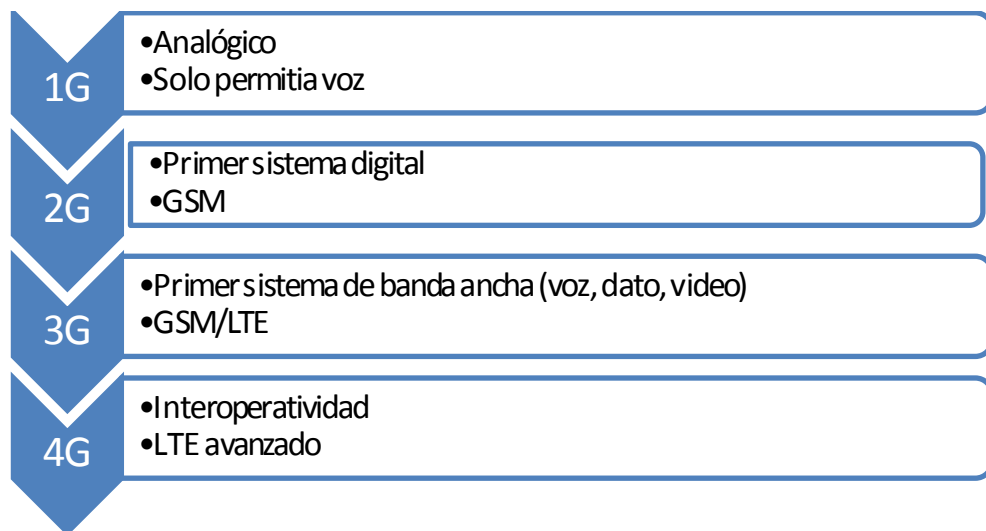 1G
•Analógico
•Solo permitia voz
2G
•Primer sistema digital
•GSM
3G
•Primer sistema de banda ancha (voz, dato, video)
•GSM/LTE
4G
•Interoperatividad
•LTE avanzado